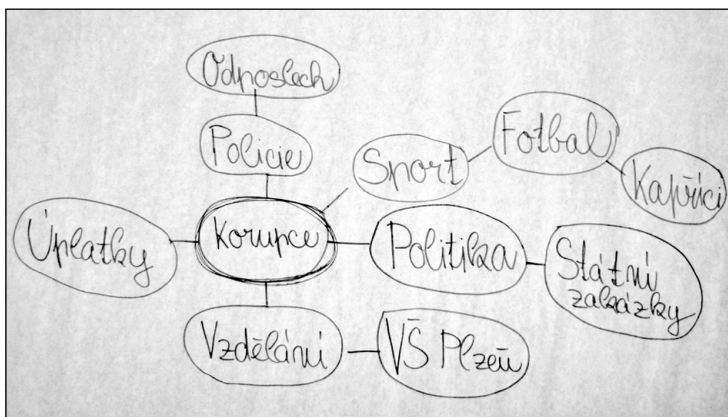 Odposlech
Policie
Sport
Fotbal
Kapříci
Úplatky
Korupce
Politika
Státní
zakázky
Vzdělání
VŠ Plzeň